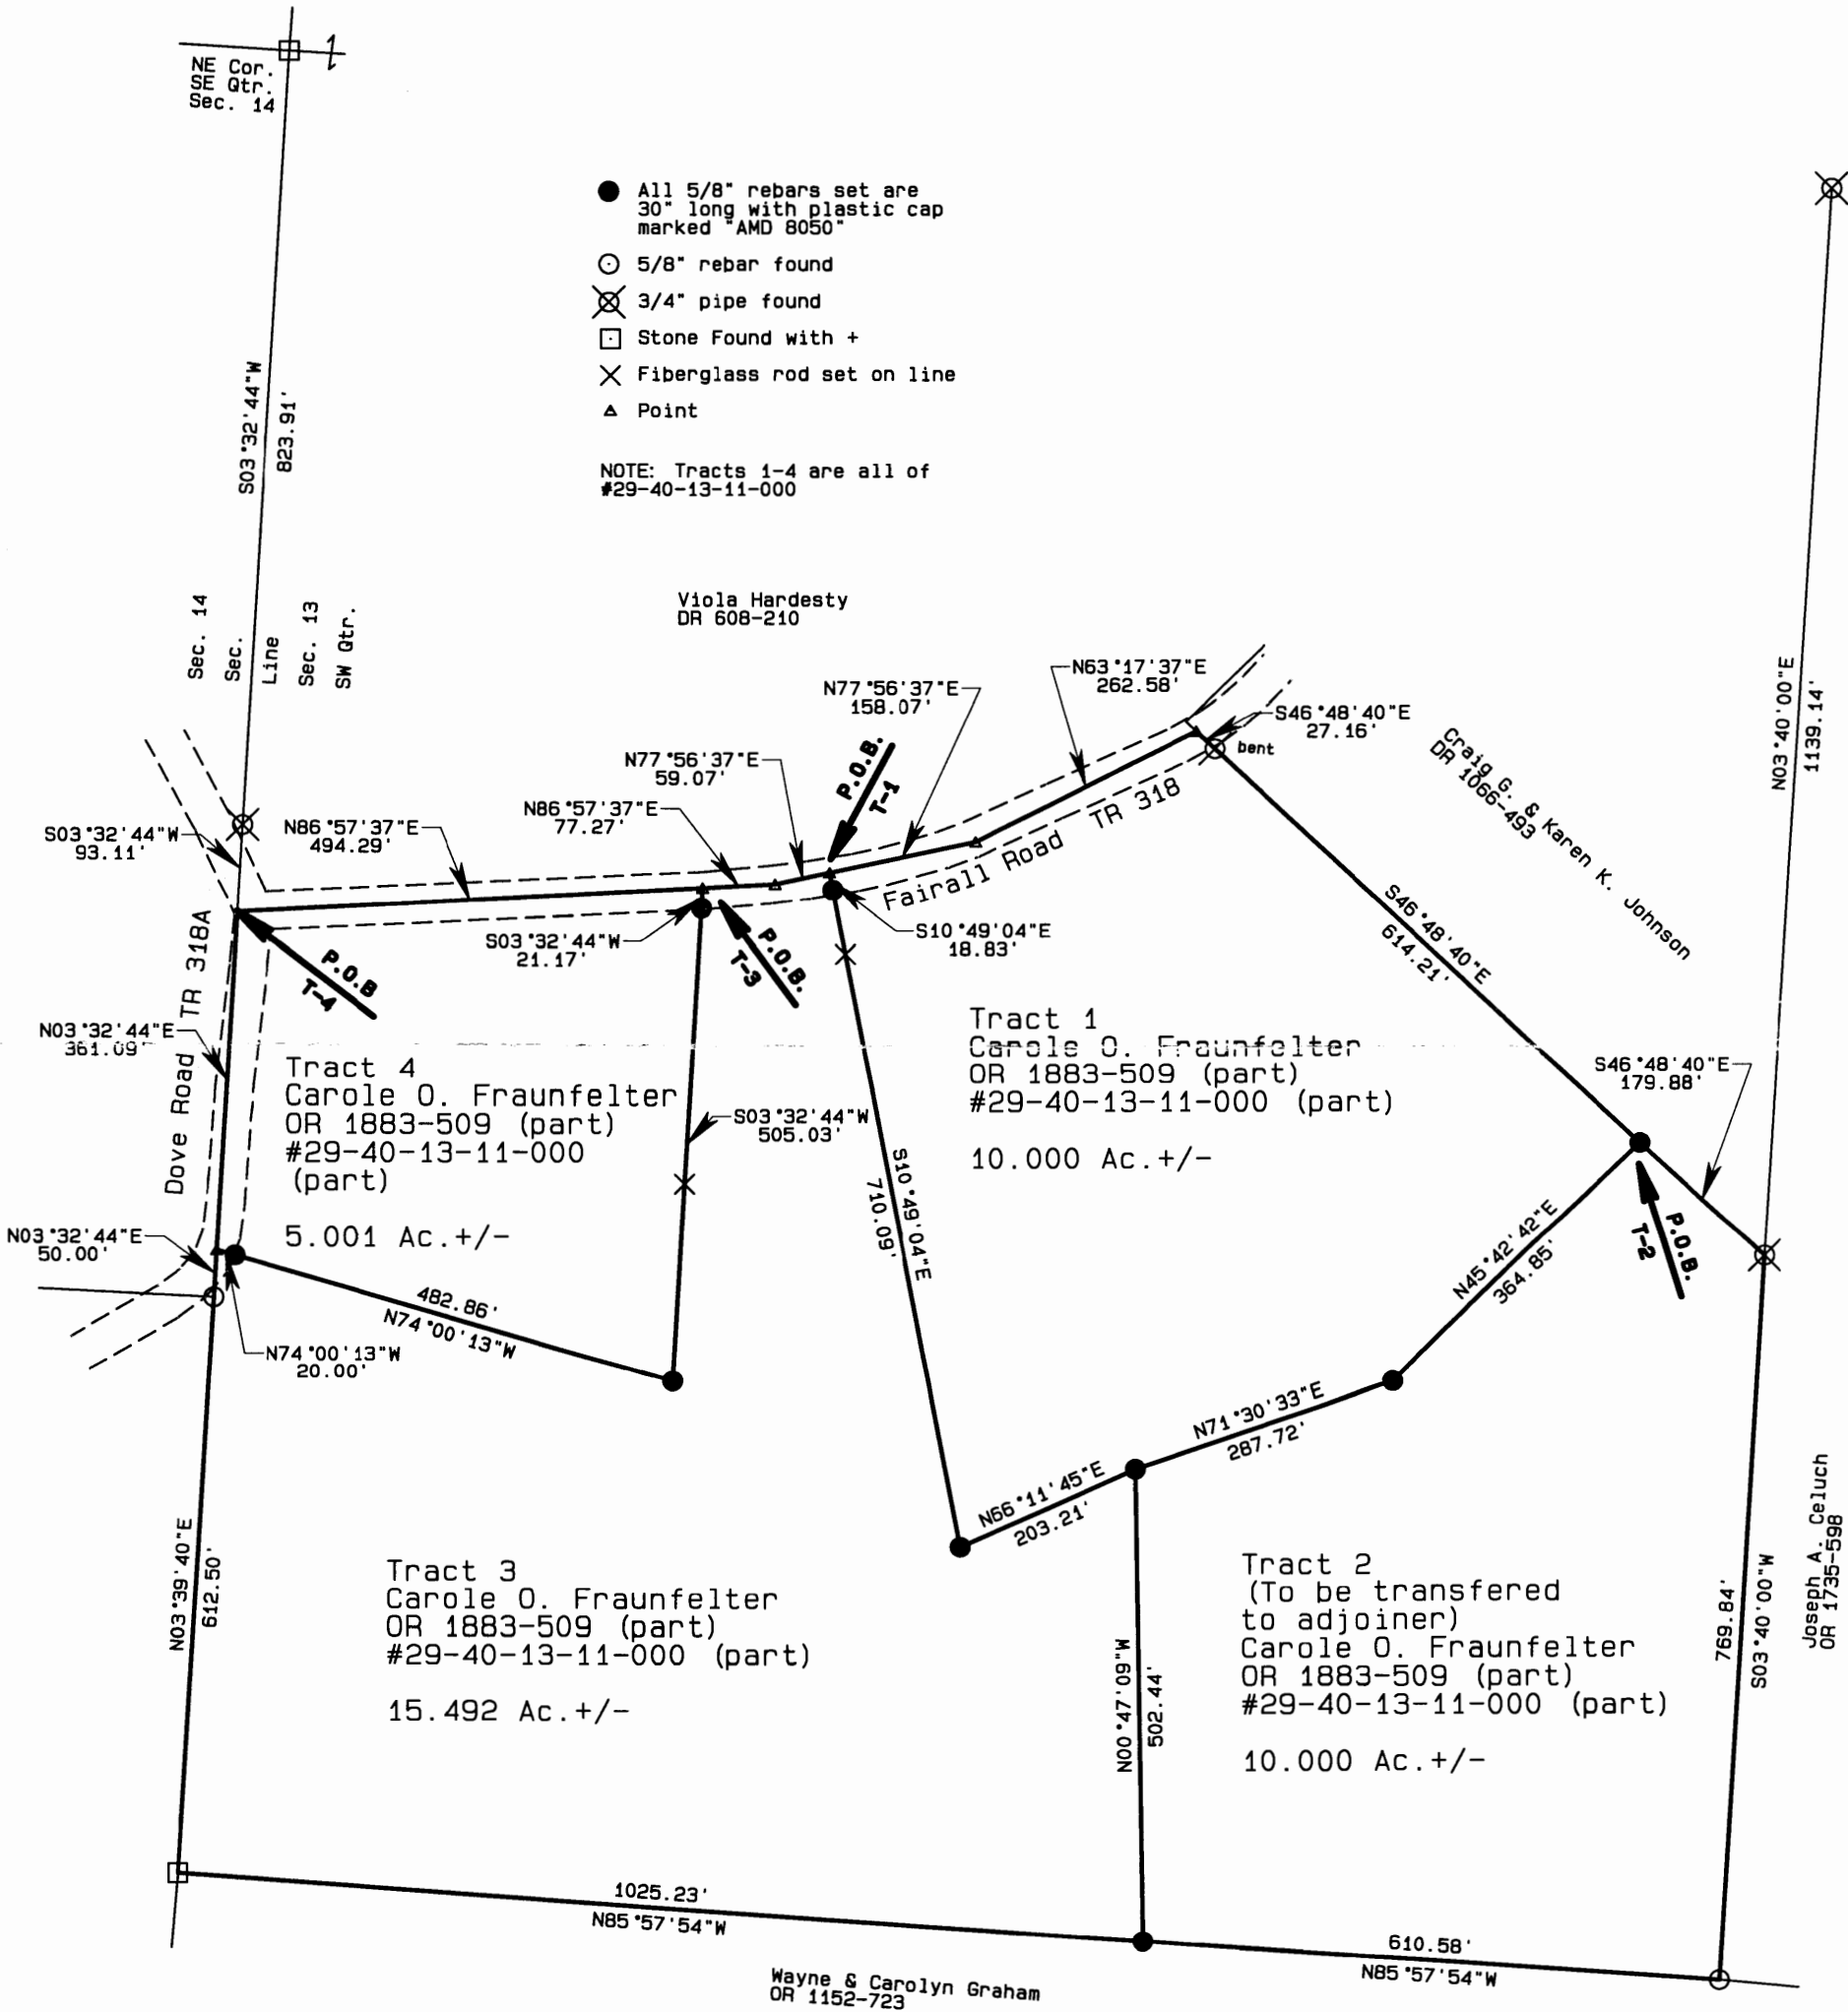 NE Cor.
SE Qtr.
Sec. 14
S03°32'44"W
823.91'
All 5/8" rebars set are
30" long with plastic cap
marked "AMD 8050"
5/8" rebar found
3/4" pipe found
Stone Found with +
Fiberglass rod set on line
Point
NOTE: Tracts 1-4 are all of
#29-40-13-11-000
Sec. 14
Sec.
Line
Sec. 13
SW Qtr.
Viola Hardesty
DR 608-210
N63°17'37"E
262.58'
N77°56'37"E
158.07'
S46°48'40"E
27.16'
bent
N77°56'37"E
59.07'
P.O.B.
T-1
N86°57'37"E
77.27'
N86°57'37"E
494.29'
S03°32'44"W
93.11'
Fairall Road TR 318
Craig G. & Karen K. Johnson
DR 1066-493
N03°40'00"E
1139.14'
S46°48'40"E
614.21'
S03°32'44"W
21.17'
P.O.B.
T-3
S10°49'04"E
18.83'
P.O.B
T-4
Dove Road TR 318A
N03°32'44"E
361.09'
Tract 4
Carole O. Fraunfelter
OR 1883-509 (part)
#29-40-13-11-000
(part)
5.001 Ac.+/-
S03°32'44"W
505.03'
Tract 1
Carole O. Fraunfelter
OR 1883-509 (part)
#29-40-13-11-000 (part)
10.000 Ac.+/-
S10°49'04"E
710.09'
S46°48'40"E
179.88'
P.O.B.
T-2
N45°42'42"E
364.85'
N03°32'44"E
50.00'
482.86'
N74°00'13"W
N74°00'13"W
20.00'
N71°30'33"E
287.72'
N66°11'45"E
203.21'
N03°39'40"E
612.50'
Tract 3
Carole O. Fraunfelter
OR 1883-509 (part)
#29-40-13-11-000 (part)
15.492 Ac.+/-
N00°47'09"W
502.44'
Tract 2
(To be transfered
to adjoiner)
Carole O. Fraunfelter
OR 1883-509 (part)
#29-40-13-11-000 (part)
10.000 Ac.+/-
769.84'
S03°40'00"W
Joseph A. Celuch
OR 1735-598
1025.23'
N85°57'54"W
610.58'
N85°57'54"W
Wayne & Carolyn Graham
OR 1152-723